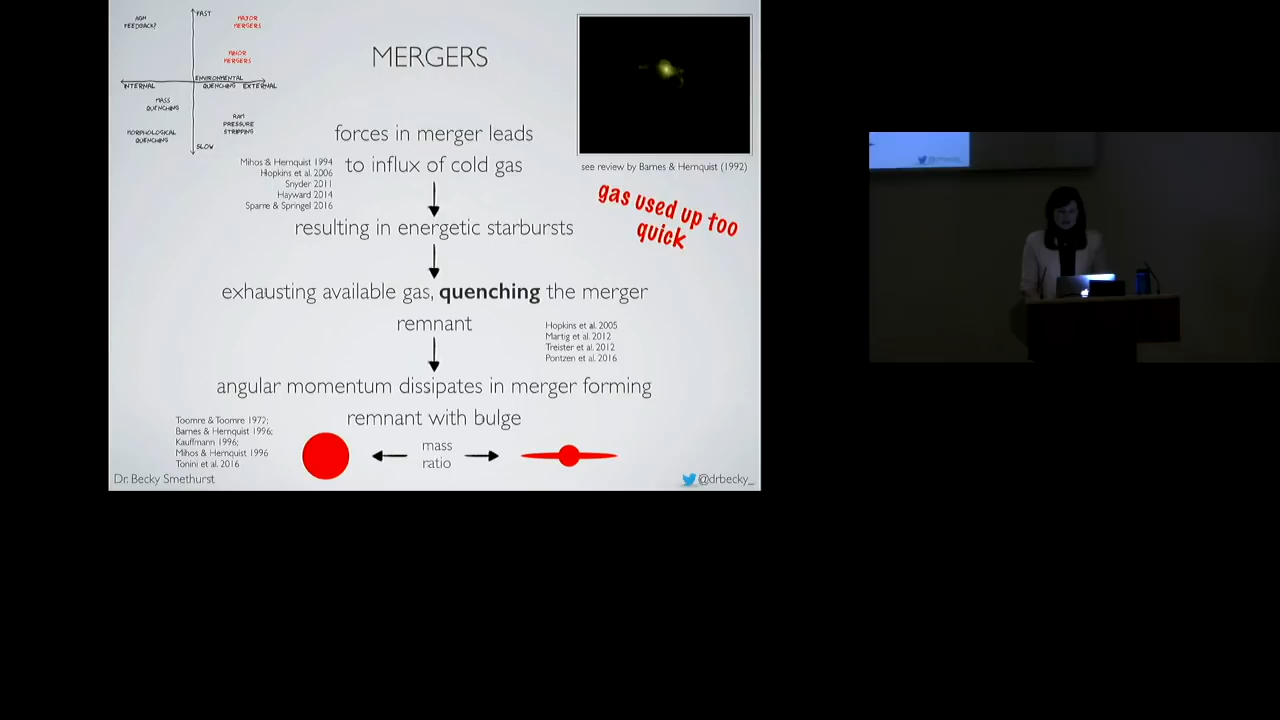 AGN
FEEDBACK?
FAST
MAJOR
MERGERS
MINOR
MERGERS
ENVIRONMENTAL
QUENCHING
INTERNAL
EXTERNAL
MASS
QUENCHING
RAM
PRESSURE
STRIPPING
MORPHOLOGICAL
QUENCHING
SLOW
MERGERS
see review by Barnes & Hernquist (1992)
forces in merger leads
to influx of cold gas
Mihos & Hernquist 1994
Hopkins et al. 2006
Snyder 2011
Hayward 2014
Sparre & Springel 2016
gas used up too
quick
resulting in energetic starbursts
exhausting available gas, quenching the merger
remnant
Hopkins et al. 2005
Martig et al. 2012
Treister et al. 2012
Pontzen et al. 2016
angular momentum dissipates in merger forming
remnant with bulge
Toomre & Toomre 1972;
Barnes & Hernquist 1996;
Kauffmann 1996;
Mihos & Hernquist 1996
Tonini et al. 2016
mass
ratio
Dr. Becky Smethurst
@drbecky_